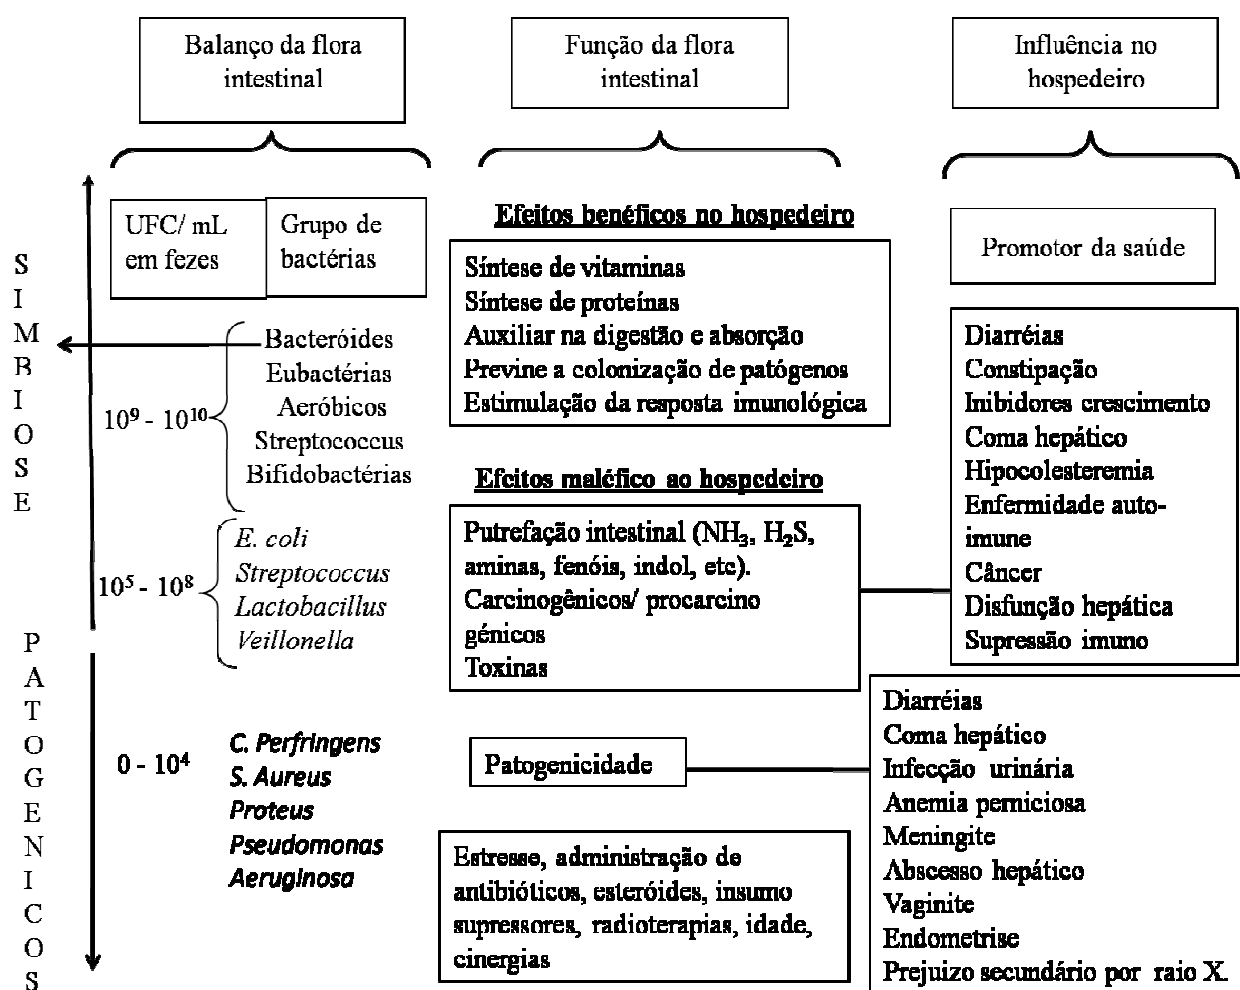 Balanço da flora
intestinal
Função da flora
intestinal
Influência no
hospedeiro
SIMBIOSE
PATOGENICOS
UFC/ mL
em fezes
Grupo de
bactérias
10⁹ - 10¹⁰
Bacteróides
Eubactérias
Aeróbicos
Streptococcus
Bifidobactérias
10⁵ - 10⁸
E. coli
Streptococcus
Lactobacillus
Veillonella
0 - 10⁴
C. Perfringens
S. Aureus
Proteus
Pseudomonas
Aeruginosa
Efeitos benéficos no hospedeiro
Síntese de vitaminas
Síntese de proteínas
Auxiliar na digestão e absorção
Previne a colonização de patógenos
Estimulação da resposta imunológica
Efeitos maléfico ao hospedeiro
Putrefação intestinal (NH₃, H₂S,
aminas, fenóis, indol, etc).
Carcinogênicos/ procarcino
génicos
Toxinas
Patogenicidade
Estresse, administração de
antibióticos, esteróides, insumo
supressores, radioterapias, idade,
cinergias
Promotor da saúde
Diarréias
Constipação
Inibidores crescimento
Coma hepático
Hipocolesteremia
Enfermidade auto-
imune
Câncer
Disfunção hepática
Supressão imuno
Diarréias
Coma hepático
Infecção urinária
Anemia perniciosa
Meningite
Abscesso hepático
Vaginite
Endometrise
Prejuizo secundário por raio X.